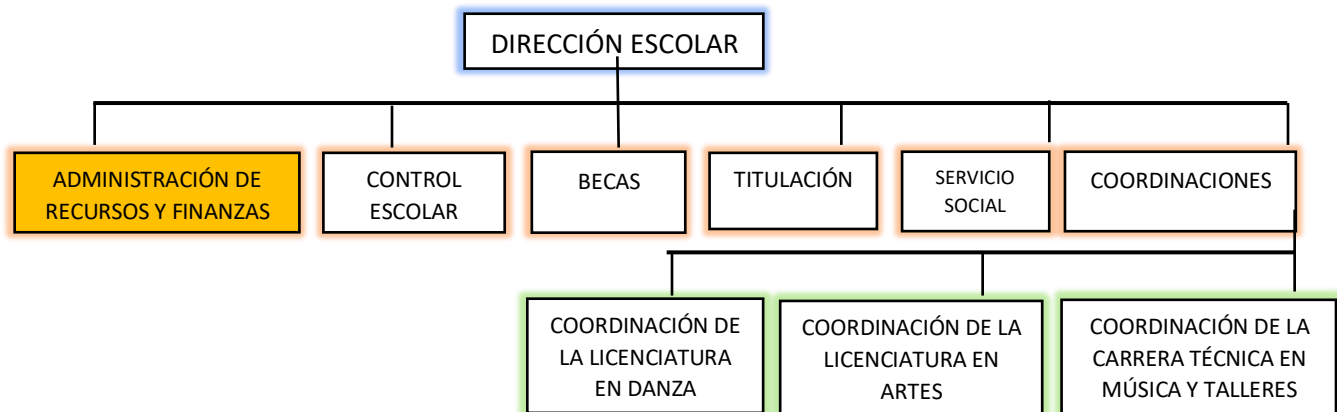 DIRECCIÓN ESCOLAR
ADMINISTRACIÓN DE
RECURSOS Y FINANZAS
CONTROL
ESCOLAR
BECAS
TITULACIÓN
SERVICIO
SOCIAL
COORDINACIONES
COORDINACIÓN DE
LA LICENCIATURA
EN DANZA
COORDINACIÓN DE LA
LICENCIATURA EN
ARTES
COORDINACIÓN DE LA
CARRERA TÉCNICA EN
MÚSICA Y TALLERES